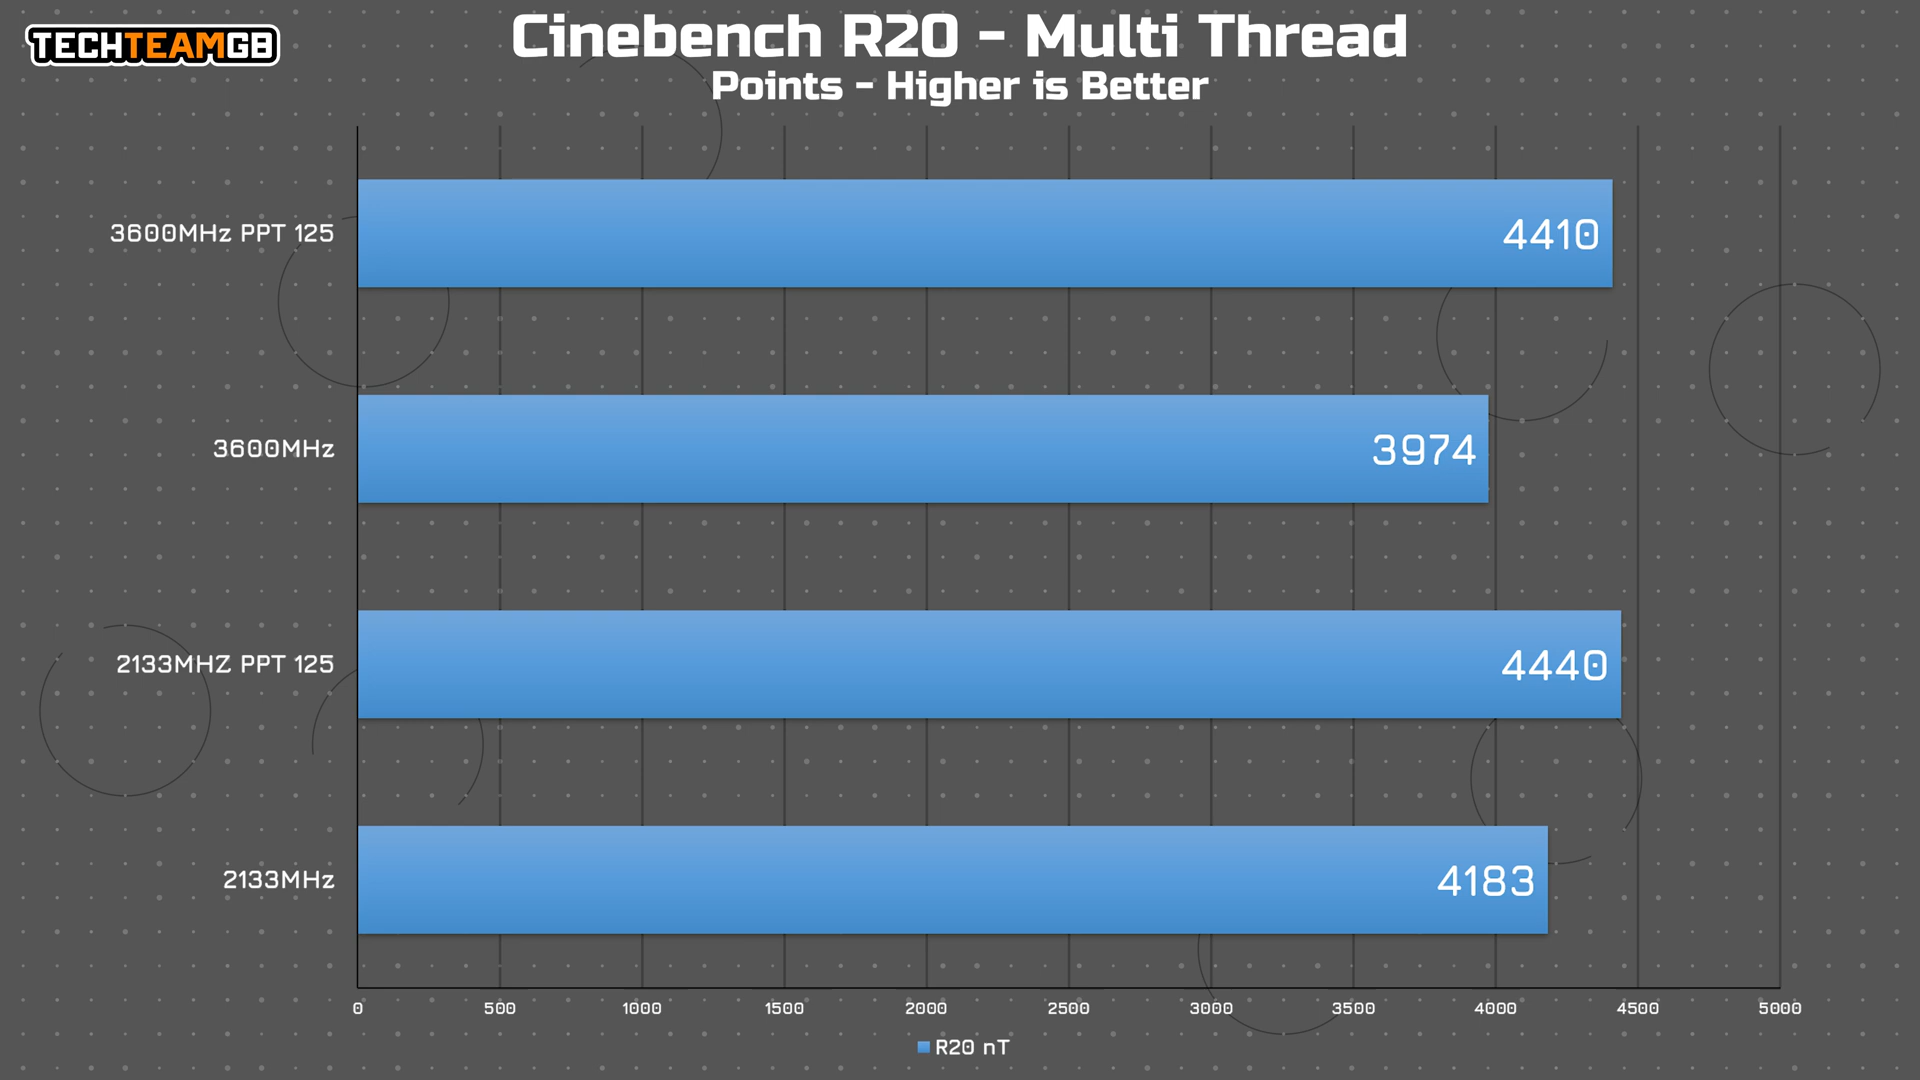 TECHTEAMGB
Cinebench R20 - Multi Thread
Points - Higher is Better
3600MHz PPT 125
4410
3600MHz
3974
2133MHZ PPT 125
4440
2133MHz
4183
0 500 1000 1500 2000 2500 3000 3500 4000 4500 5000
R20 nT